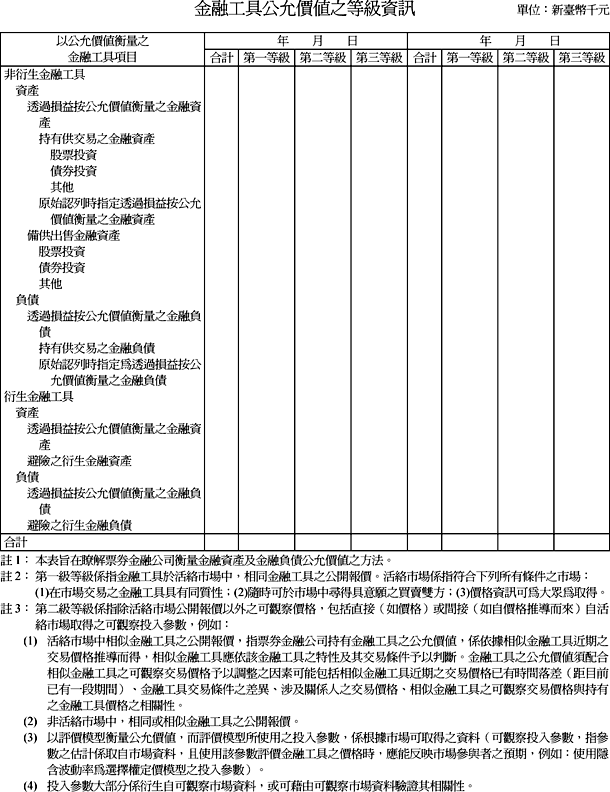 金融工具公允價值之等級資訊
單位：新臺幣千元
以公允價值衡量之
金融工具項目
年　月　日
年　月　日
合計 第一等級 第二等級 第三等級 合計 第一等級 第二等級 第三等級
非衍生金融工具
資產
透過損益按公允價值衡量之金融資
產
持有供交易之金融資產
股票投資
債券投資
其他
原始認列時指定透過損益按公允
價值衡量之金融資產
備供出售金融資產
股票投資
債券投資
其他
負債
透過損益按公允價值衡量之金融負
債
持有供交易之金融負債
原始認列時指定爲透過損益按公
允價值衡量之金融負債
衍生金融工具
資產
透過損益按公允價值衡量之金融資
產
避險之衍生金融資產
負債
透過損益按公允價值衡量之金融負
債
避險之衍生金融負債
合計
註 1： 本表旨在瞭解票券金融公司衡量金融資產及金融負債公允價值之方法。
註 2： 第一級等級係指金融工具於活絡市場中，相同金融工具之公開報價。活絡市場係指符合下列所有條件之市場：
(1)在市場交易之金融工具具有同質性；(2)隨時可於市場中尋得具意願之買賣雙方；(3)價格資訊可爲大眾爲取得。
註 3： 第二級等級係指除活絡市場公開報價以外之可觀察價格，包括直接（如價格）或間接（如自價格推導而來）自活
絡市場取得之可觀察投入參數，例如：
(1) 活絡市場中相似金融工具之公開報價，指票券金融公司持有金融工具之公允價值，係依據相似金融工具近期之
交易價格推導而得，相似金融工具應依該金融工具之特性及其交易條件予以判斷。金融工具之公允價值須配合
相似金融工具之可觀察交易價格予以調整之因素可能包括相似金融工具近期之交易價格已有時間落差（距目前
已有一段期間）、金融工具交易條件之差異、涉及關係人之交易價格、相似金融工具之可觀察交易價格與持有
之金融工具價格之相關性。
(2) 非活絡市場中，相同或相似金融工具之公開報價。
(3) 以評價模型衡量公允價值，而評價模型所使用之投入參數，係根據市場可取得之資料（可觀察投入參數，指參
數之估計係取自市場資料，且使用該參數評價金融工具之價格時，應能反映市場參與者之預期，例如：使用隱
含波動率爲選擇權定價模型之投入參數）。
(4) 投入參數大部分係衍生自可觀察市場資料，或可藉由可觀察市場資料驗證其相關性。